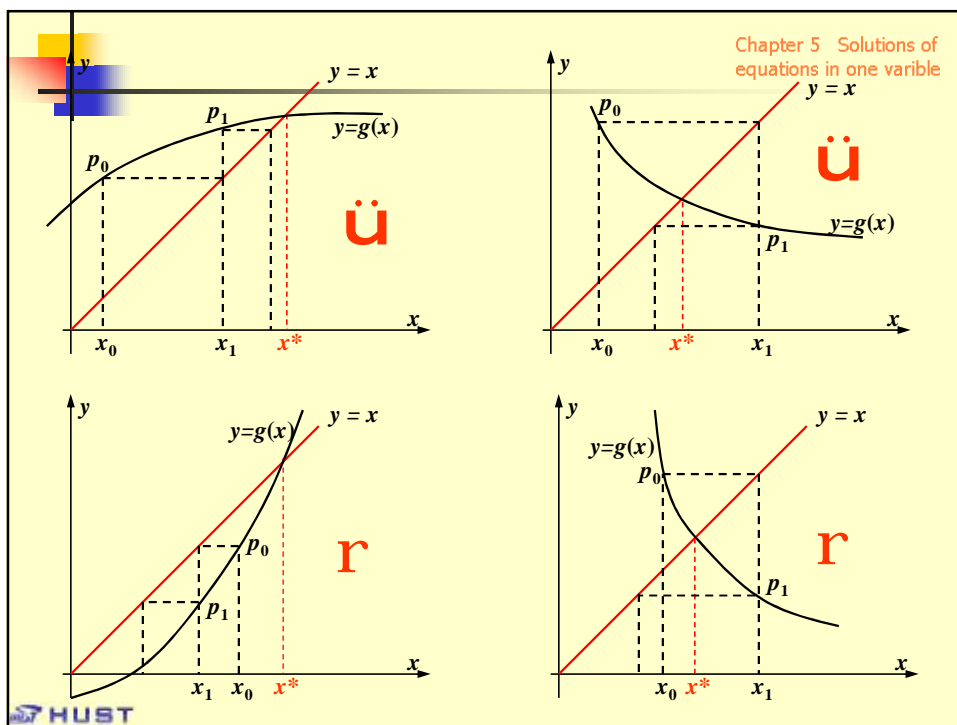 Chapter 5 Solutions of
equations in one varible
y
y = x
p₁
y=g(x)
p₀
ü
x
x₀
x₁
x*
y = x
p₀
ü
y=g(x)
p₁
x
x₀
x*
x₁
y
y = x
y=g(x)
p₀
r
p₁
x
x₁
x₀
x*
y
y = x
y=g(x)
p₀
r
p₁
x
x₀
x*
x₁
HUST